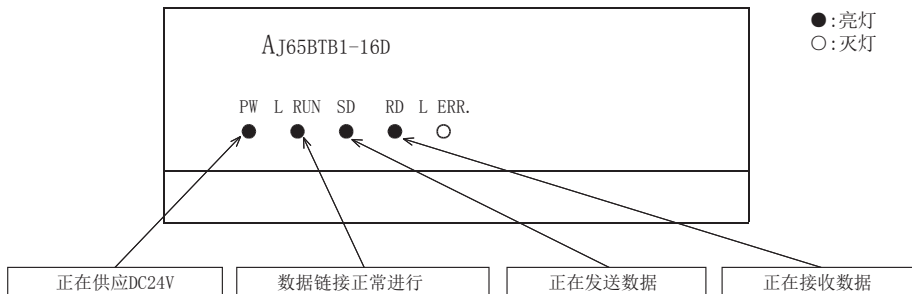 ●:亮灯
○:灭灯
AJ65BTB1-16D
PW L RUN SD RD L ERR.
正在供应DC24V
数据链接正常进行
正在发送数据
正在接收数据